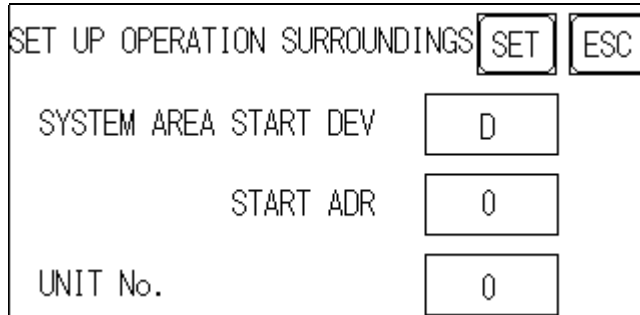 SET UP OPERATION SURROUNDINGS SET ESC
SYSTEM AREA START DEV D
START ADR 0
UNIT No. 0